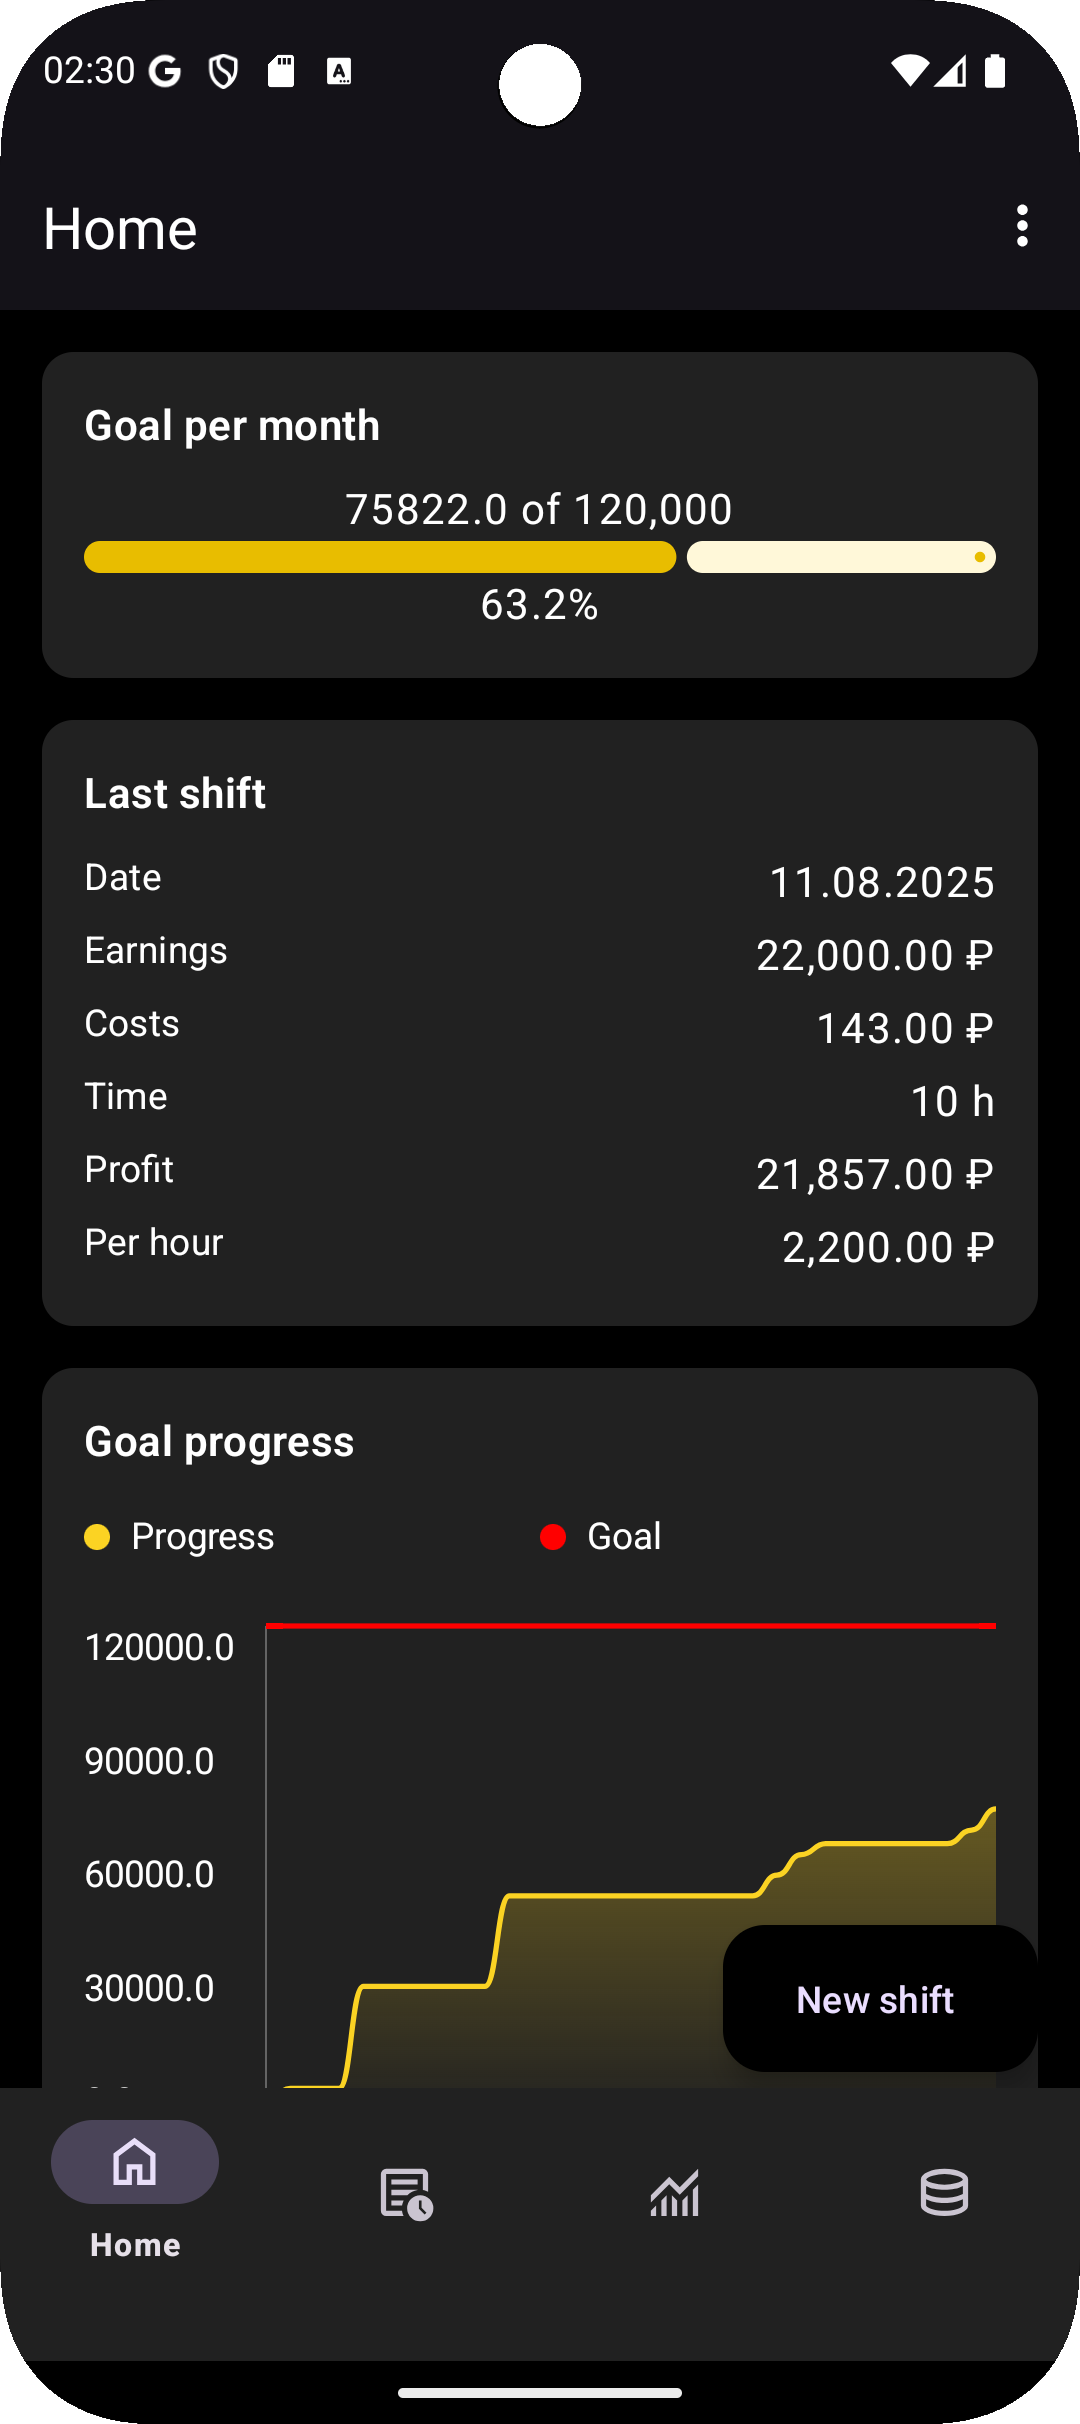 02:30
Home
Goal per month
75822.0 of 120,000
63.2%
Last shift
Date 11.08.2025
Earnings 22,000.00 ₽
Costs 143.00 ₽
Time 10 h
Profit 21,857.00 ₽
Per hour 2,200.00 ₽
Goal progress
Progress Goal
120000.0
90000.0
60000.0
30000.0
New shift
Home